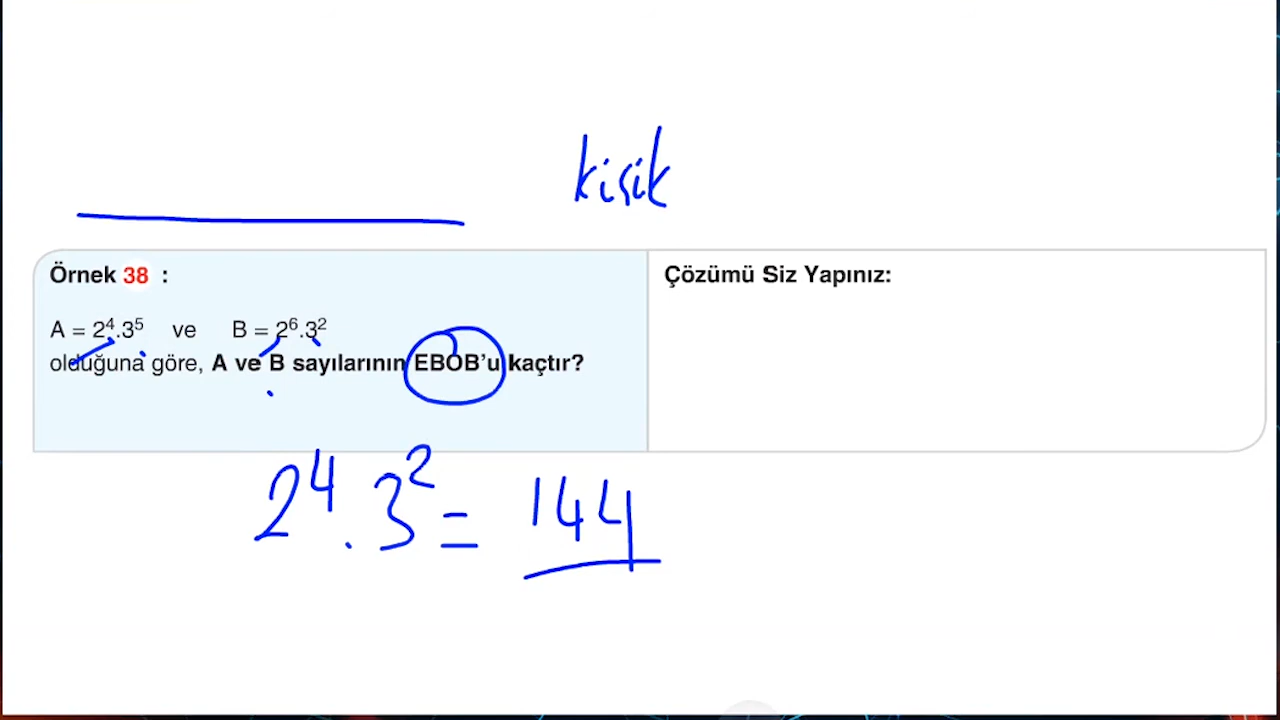 kisik
Örnek 38 :
A = 2⁴.3⁵ ve B = 2⁶.3²
olduğuna göre, A ve B sayılarının EBOB’u kaçtır?
Çözümü Siz Yapınız:
2⁴ . 3² = 144